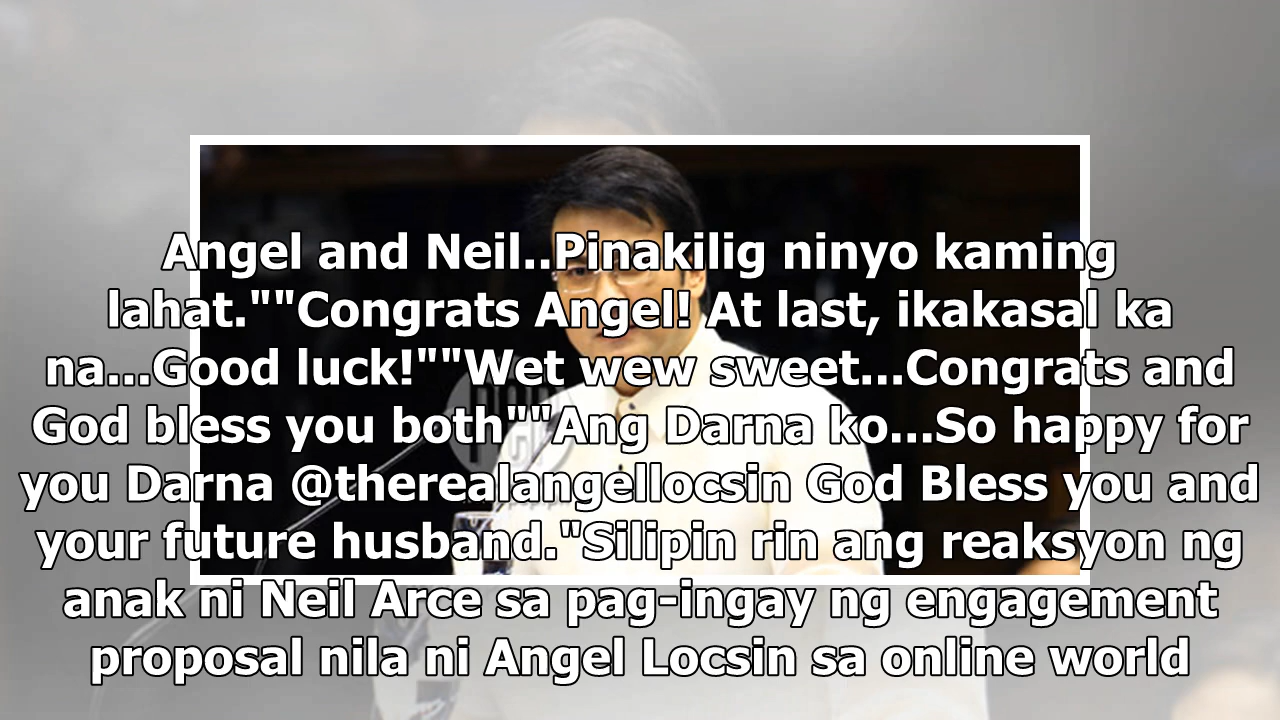 Angel and Neil..Pinakilig ninyo kaming
lahat.""Congrats Angel! At last, ikakasal ka
na...Good luck!""Wet wew sweet...Congrats and
God bless you both""Ang Darna ko...So happy for
you Darna @therealangellocsin God Bless you and
your future husband."Silipin rin ang reaksyon ng
anak ni Neil Arce sa pag-ingay ng engagement
proposal nila ni Angel Locsin sa online world